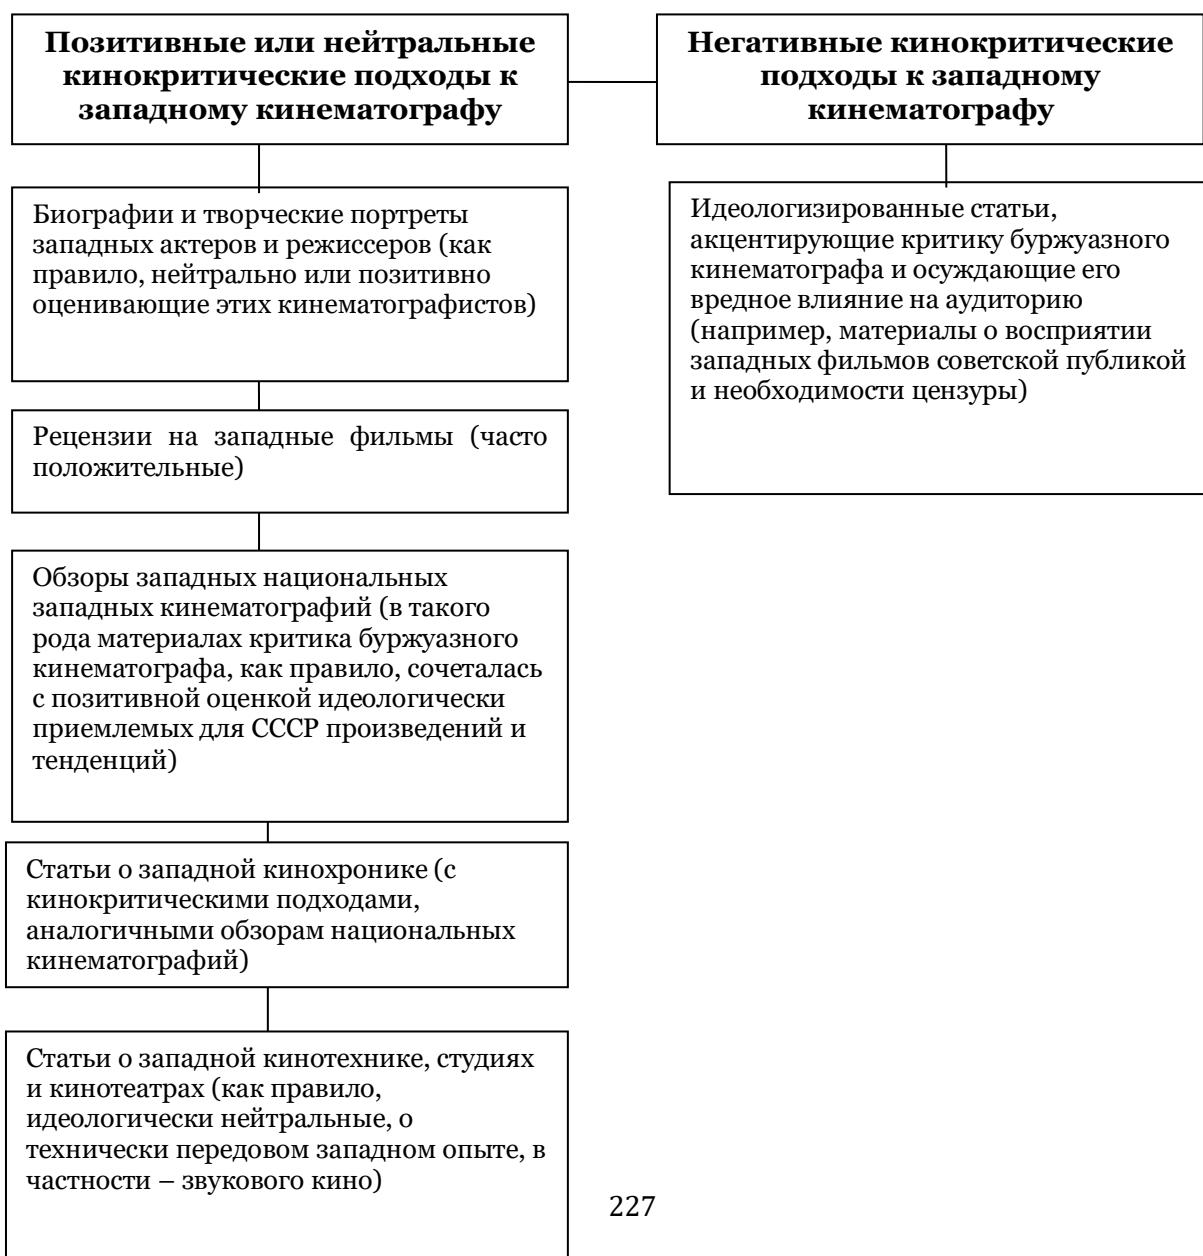 Позитивные или нейтральные
кинокритические подходы к
западному кинематографу
Негативные кинокритические
подходы к западному
кинематографу
Биографии и творческие портреты
западных актеров и режиссеров (как
правило, нейтрально или позитивно
оценивающие этих кинематографистов)
Идеологизированные статьи,
акцентирующие критику буржуазного
кинематографа и осуждающие его
вредное влияние на аудиторию
(например, материалы о восприятии
западных фильмов советской публикой
и необходимости цензуры)
Рецензии на западные фильмы (часто
положительные)
Обзоры западных национальных
западных кинематографий (в такого
рода материалах критика буржуазного
кинематографа, как правило, сочеталась
с позитивной оценкой идеологически
приемлемых для СССР произведений и
тенденций)
Статьи о западной кинохронике (с
кинокритическими подходами,
аналогичными обзорам национальных
кинематографий)
Статьи о западной кинотехнике, студиях
и кинотеатрах (как правило,
идеологически нейтральные, о
технически передовом западном опыте, в
частности – звукового кино)
227